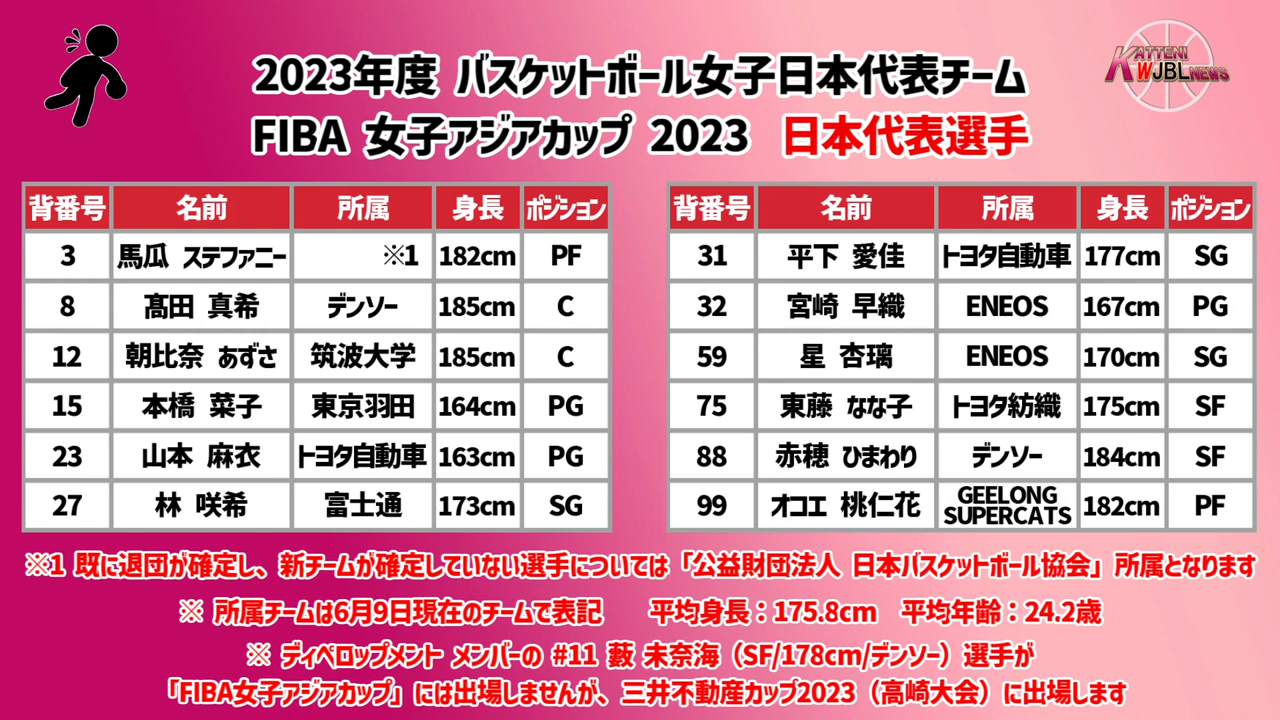 2023年度 バスケットボール女子日本代表チーム
KATTENI WJBL NEWS
FIBA 女子アジアカップ 2023 日本代表選手
背番号 名前 所属 身長 ポジション
3 馬瓜 ステファニー ※1 182cm PF
8 髙田 真希 デンソー 185cm C
12 朝比奈 あずさ 筑波大学 185cm C
15 本橋 菜子 東京羽田 164cm PG
23 山本 麻衣 トヨタ自動車 163cm PG
27 林 咲希 富士通 173cm SG
背番号 名前 所属 身長 ポジション
31 平下 愛佳 トヨタ自動車 177cm SG
32 宮崎 早織 ENEOS 167cm PG
59 星 杏璃 ENEOS 170cm SG
75 東藤 なな子 トヨタ紡織 175cm SF
88 赤穂 ひまわり デンソー 184cm SF
99 オコエ 桃仁花 GEELONG SUPERCATS 182cm PF
※1 既に退団が確定し、新チームが確定していない選手については「公益財団法人 日本バスケットボール協会」所属となります
※ 所属チームは6月9日現在のチームで表記 平均身長：175.8cm 平均年齢：24.2歳
※ ディベロップメント メンバーの #11 藪 未奈海（SF/178cm/デンソー）選手が
「FIBA女子アジアカップ」には出場しませんが、三井不動産カップ2023（高崎大会）に出場します